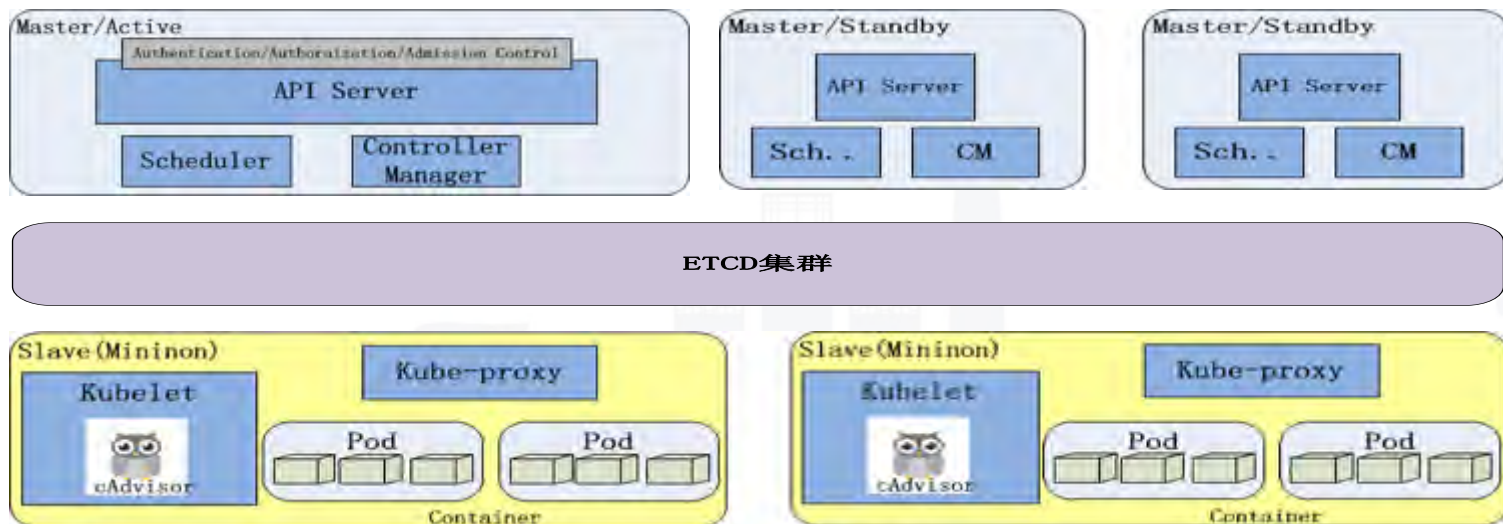 Master/Active
Authentication/Authoraization/Admission Control
API Server
Scheduler
Controller
Manager
Master/Standby
API Server
Sch..
CM
Master/Standby
API Server
Sch..
CM
ETCD集群
Slave(Mininon)
Kubelet
cAdvisor
Kube-proxy
Pod
Pod
Container
Slave(Mininon)
Kubelet
cAdvisor
Kube-proxy
Pod
Pod
Container